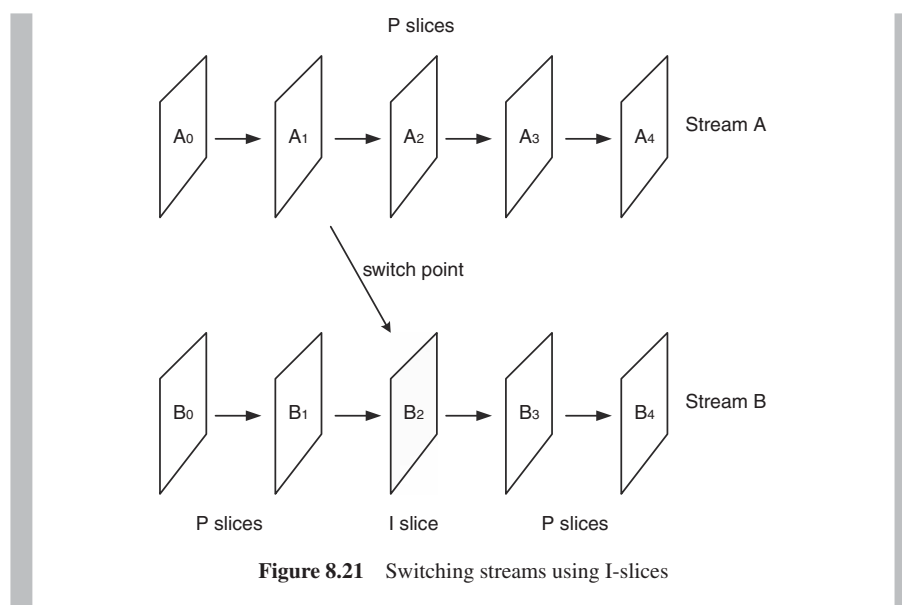 P slices
A0 A1 A2 A3 A4 Stream A
switch point
B0 B1 B2 B3 B4 Stream B
P slices I slice P slices
Figure 8.21 Switching streams using I-slices